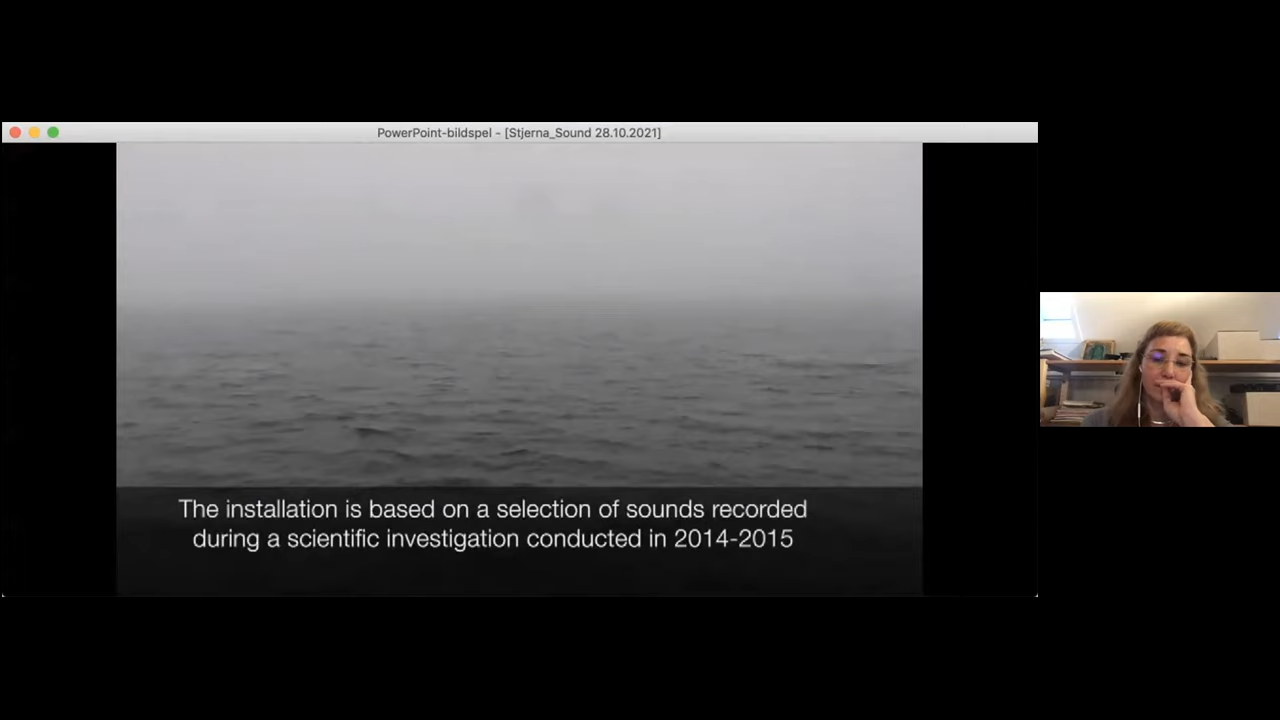 PowerPoint-bildspel - [Stjerna_Sound 28.10.2021]
The installation is based on a selection of sounds recorded
during a scientific investigation conducted in 2014-2015